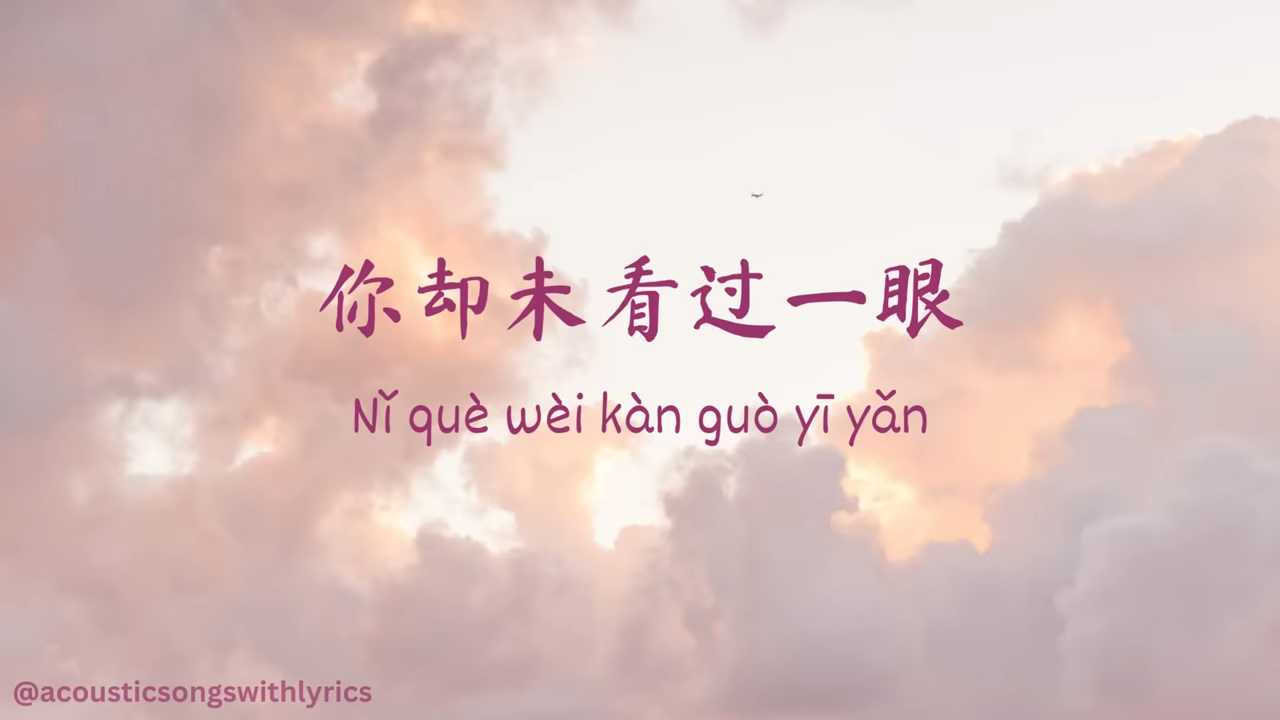 你却未看过一眼
Nǐ què wèi kàn guò yī yǎn
@acousticsongswithlyrics